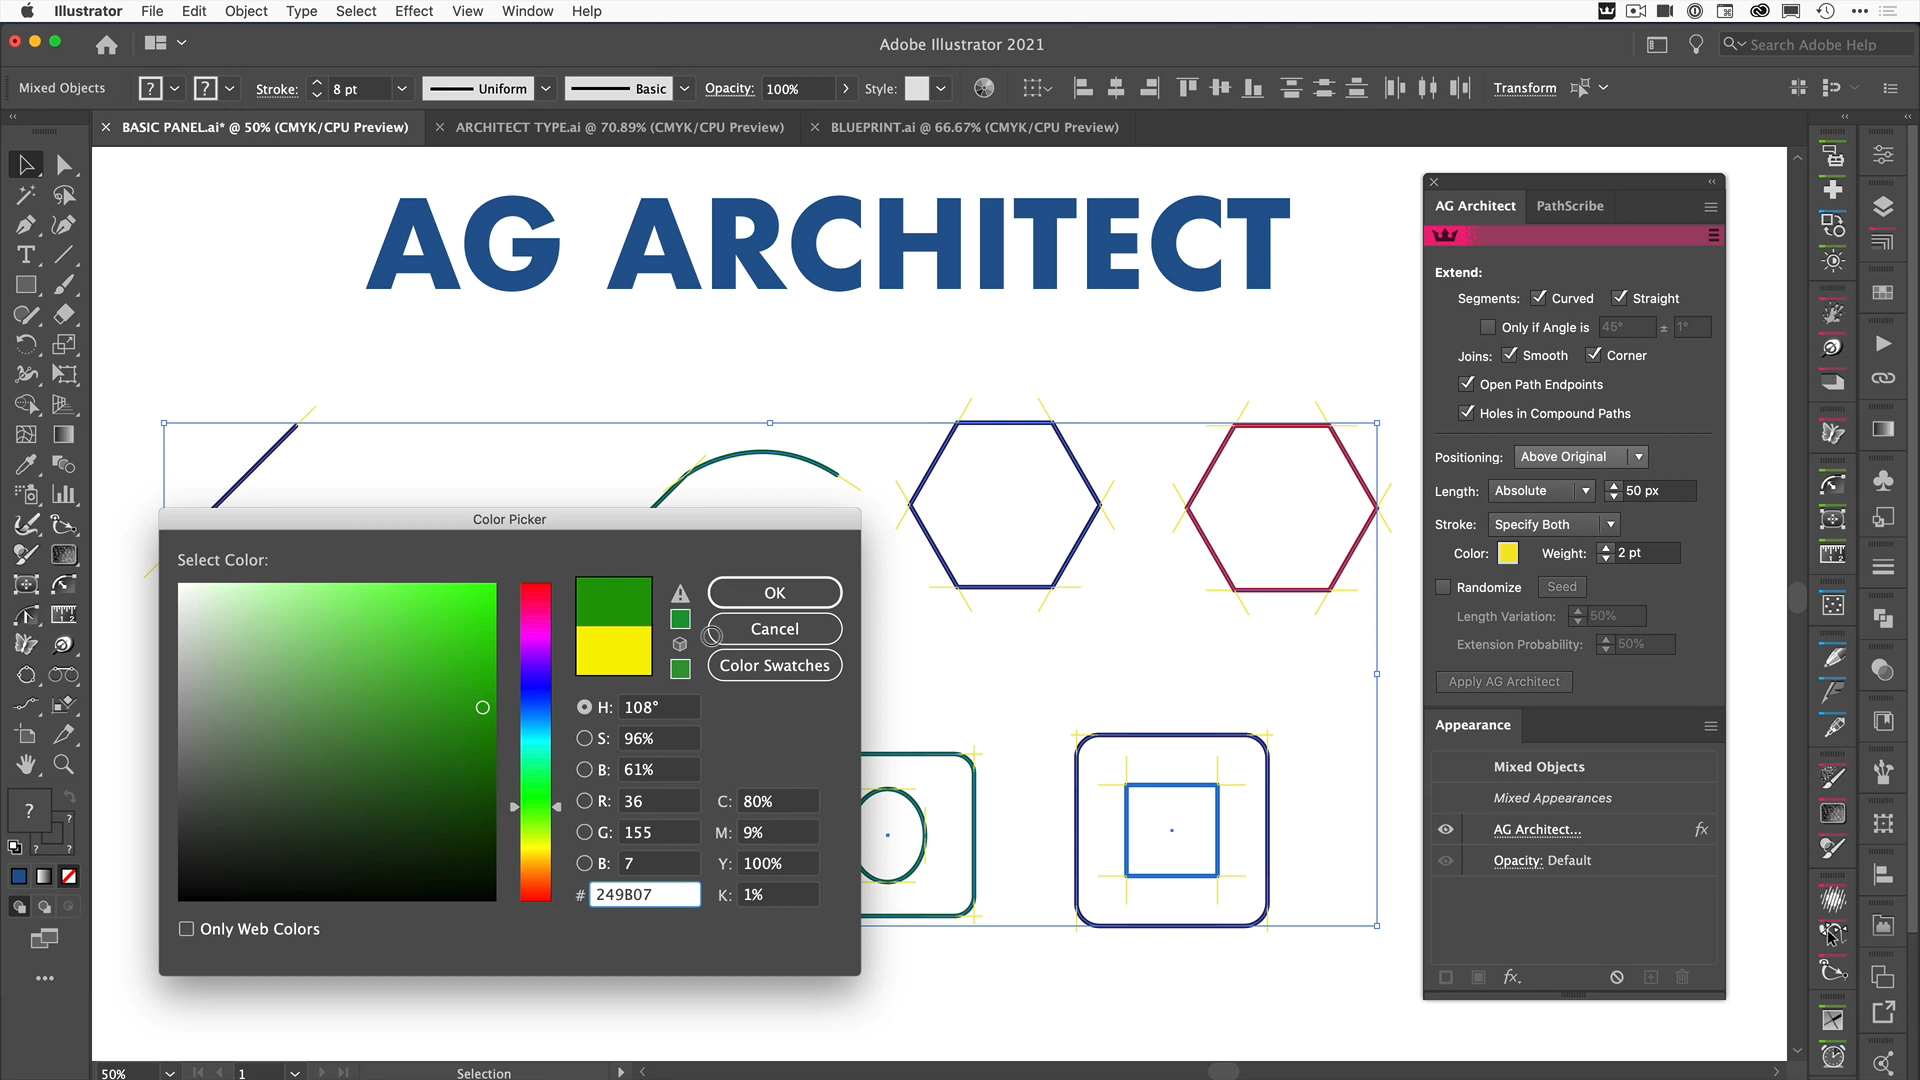 Illustrator File Edit Object Type Select Effect View Window Help
Adobe Illustrator 2021
Search Adobe Help
Mixed Objects ? ? Stroke: 8 pt Uniform Basic Opacity: 100% Style: Transform
BASIC PANEL.ai* @ 50% (CMYK/CPU Preview) ARCHITECT TYPE.ai @ 70.89% (CMYK/CPU Preview) BLUEPRINT.ai @ 66.67% (CMYK/CPU Preview)
AG ARCHITECT
AG Architect PathScribe
Extend:
Segments: Curved Straight
Only if Angle is 45° ± 1°
Joins: Smooth Corner
Open Path Endpoints
Holes in Compound Paths
Positioning: Above Original
Length: Absolute 50 px
Stroke: Specify Both
Color: Weight: 2 pt
Randomize Seed
Length Variation: 50%
Extension Probability: 50%
Apply AG Architect
Appearance
Mixed Objects
Mixed Appearances
AG Architect... fx
Opacity: Default
fx.
Color Picker
Select Color:
OK
Cancel
Color Swatches
H: 108°
S: 96%
B: 61%
R: 36 C: 80%
G: 155 M: 9%
B: 7 Y: 100%
# 249B07 K: 1%
Only Web Colors
?
? ?
50% 1 Selection